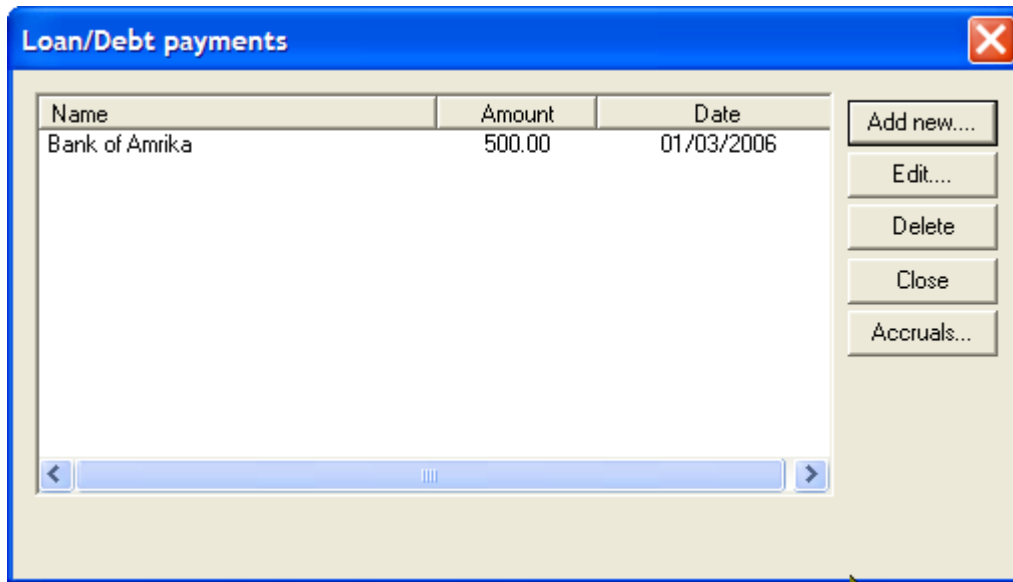 Loan/Debt payments
Name Amount Date
Bank of Amrika 500.00 01/03/2006
Add new....
Edit....
Delete
Close
Accruals...